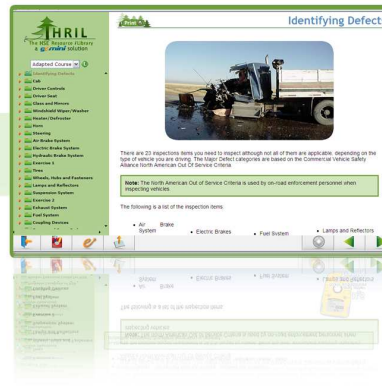 THRIL
The HSE Resource Library
a gemini solution
Print
Identifying Defect
Adapted Course
Identifying Defects
Cab
Driver Controls
Driver Seat
Glass and Mirrors
Windshield Wiper/Washer
Heater/Defroster
Horn
Steering
Air Brake System
Electric Brake System
Hydraulic Brake System
Exercise 1
Tires
Wheels, Hubs and Fasteners
Lamps and Reflectors
Suspension System
Exercise 2
Exhaust System
Fuel System
Coupling Devices
There are 23 inspections items you need to inspect although not all of them are applicable, depending on the
type of vehicle you are driving. The Major Defect categories are based on the Commercial Vehicle Safety
Alliance North American Out Of Service Criteria.
Note: The North American Out of Service Criteria is used by on-road enforcement personnel when
inspecting vehicles.
The following is a list of the inspection items.
• Air Brake System
• Electric Brakes
• Fuel System
• Lamps and Reflectors